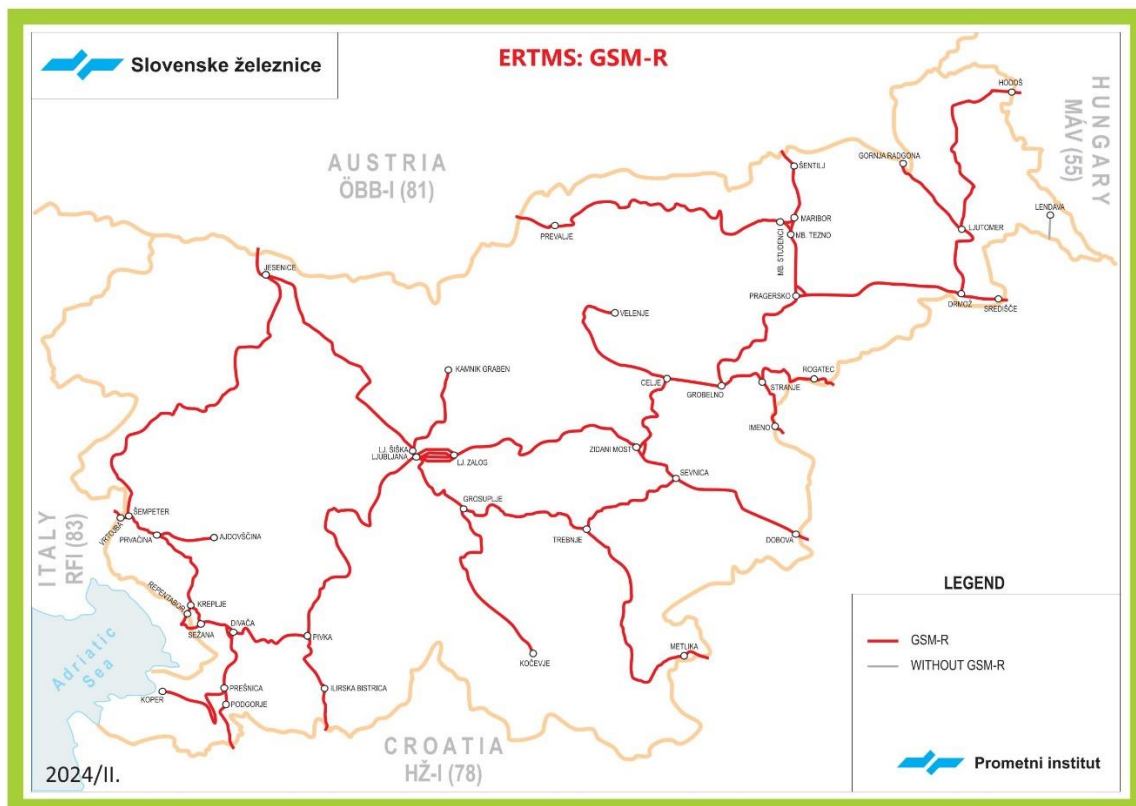 Slovenske železnice
ERTMS: GSM-R
HUNGARY
MÁV (55)
AUSTRIA
ÖBB-I (81)
HODOŠ
GORNJA RADGONA
ŠENTILJ
LENDAVA
MARIBOR
MB. TEZNO
MB. STUDENCI
LJUTOMER
PREVALJE
JESENICE
PRAGERSKO
ORMOŽ
SREDIŠČE
VELENJE
KAMNIK GRABEN
CELJE
GROBELNO
STRANJE
ROGATEC
IMENO
LJ. ŠIŠKA
LJUBLJANA
LJ. ZALOG
ZIDANI MOST
SEVNICA
GROSUPLJE
TREBNJE
DOBOVA
ITALY
RFI (83)
VRTOJBA
ŠEMPETER
PRVAČINA
AJDOVŠČINA
REPENTABOR
KREPLJE
SEŽANA
DIVAČA
PIVKA
KOČEVJE
METLIKA
Adriatic
Sea
KOPER
PREŠNICA
PODGORJE
ILIRSKA BISTRICA
CROATIA
HŽ-I (78)
LEGEND
GSM-R
WITHOUT GSM-R
2024/II.
Prometni institut